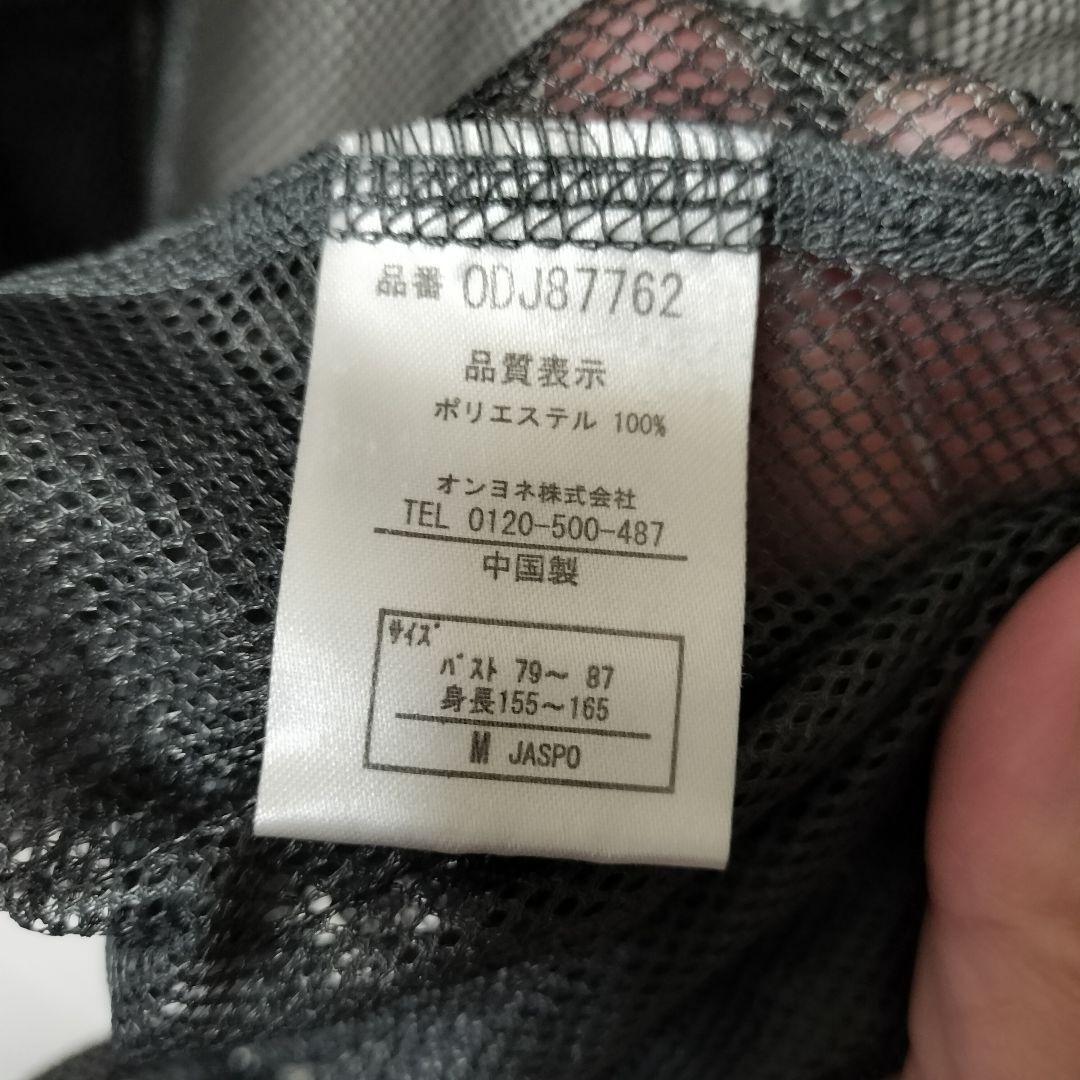 品番 ODJ87762
品質表示
ポリエステル 100%
オンヨネ株式会社
TEL 0120-500-487
中国製
サイズ
バスト 79～ 87
身長155～165
M JASPO